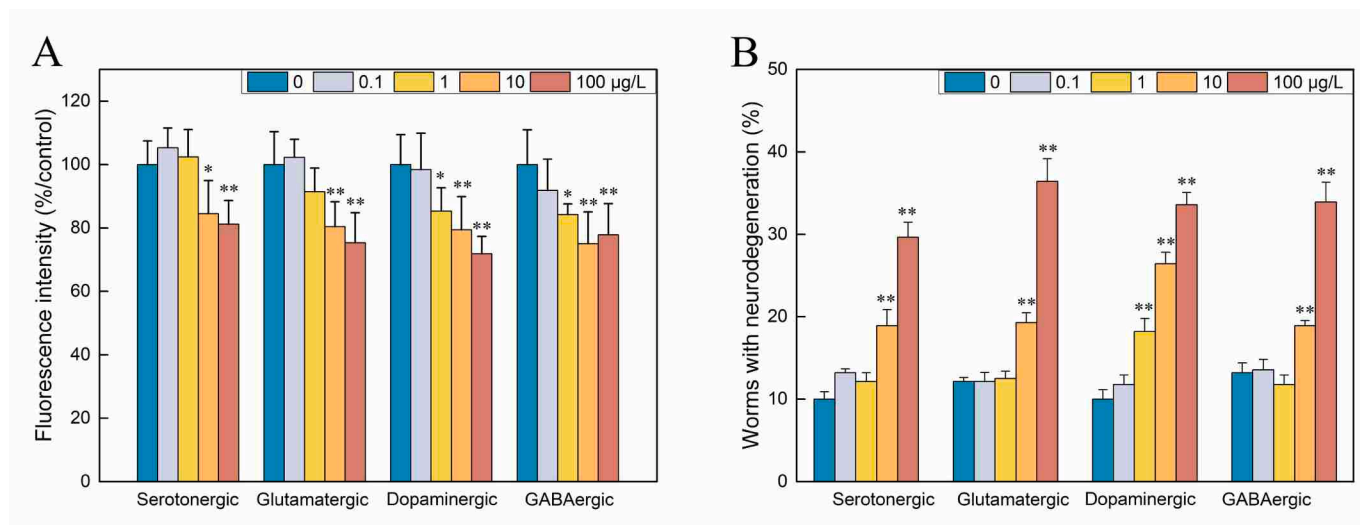 A
0 0.1 1 10 100 µg/L
Fluorescence intensity (%/control)
120
100
80
60
40
20
0
* ** ** ** * ** ** * ** **
Serotonergic Glutamatergic Dopaminergic GABAergic
B
0 0.1 1 10 100 µg/L
Worms with neurodegeneration (%)
50
40
30
20
10
0
** ** ** ** ** ** ** ** **
Serotonergic Glutamatergic Dopaminergic GABAergic